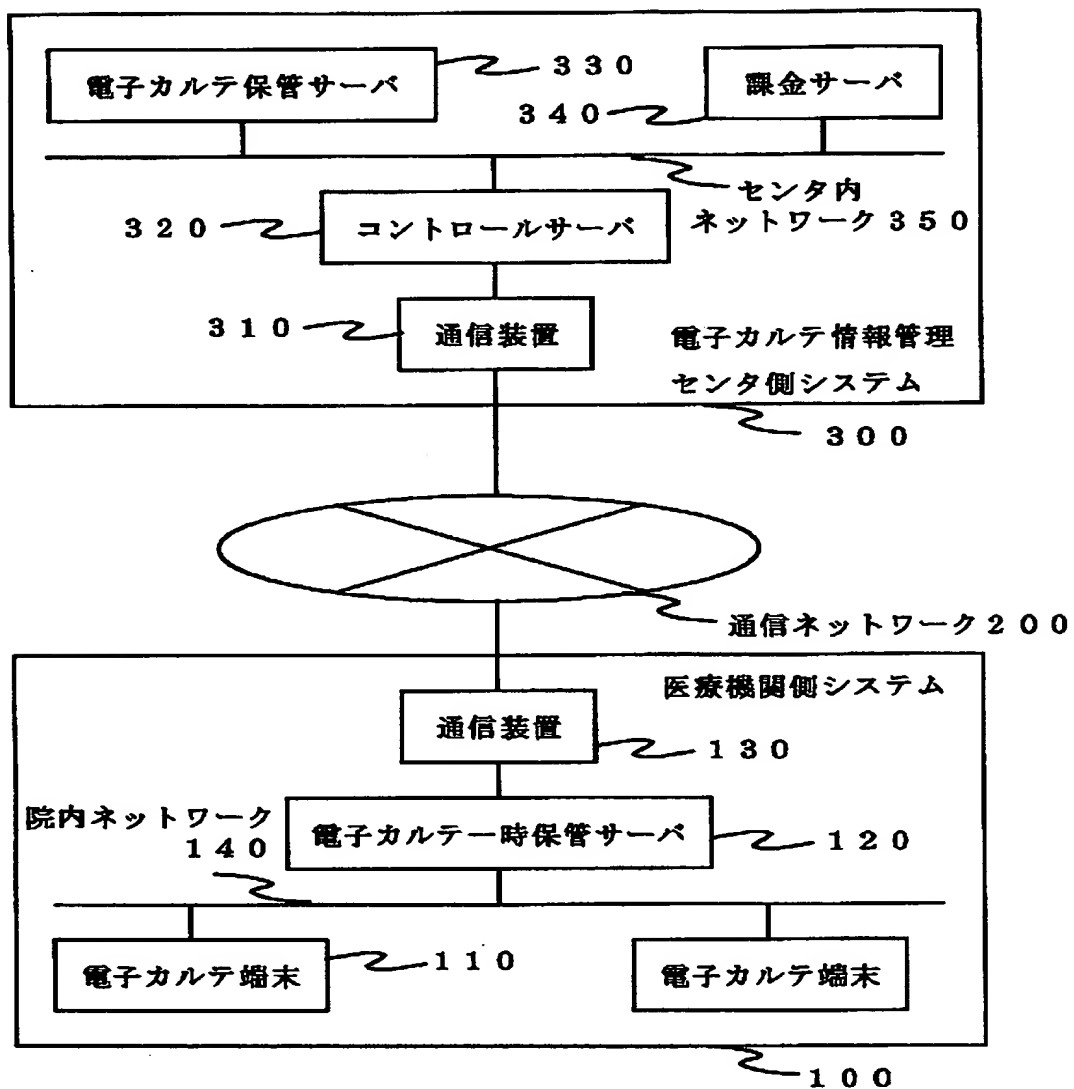 電子カルテ保管サーバ
330
課金サーバ
340
センタ内
ネットワーク350
320
コントロールサーバ
310
通信装置
電子カルテ情報管理
センタ側システム
300
通信ネットワーク200
医療機関側システム
通信装置
130
院内ネットワーク
140
電子カルテ一時保管サーバ
120
電子カルテ端末
110
電子カルテ端末
100